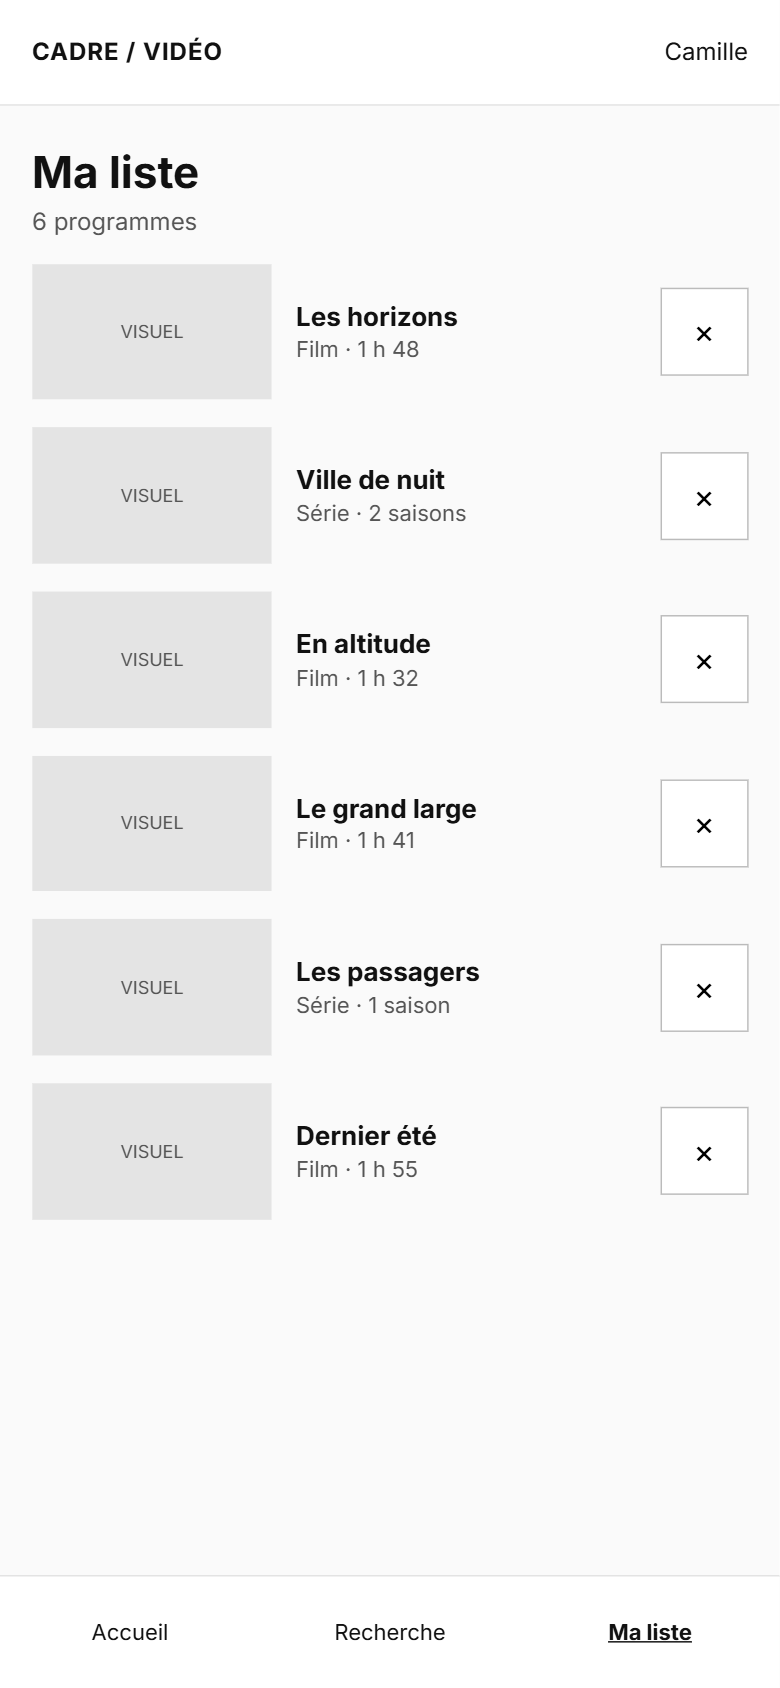 CADRE / VIDÉO
Camille
Ma liste
6 programmes
VISUEL
Les horizons
Film · 1 h 48
✕
VISUEL
Ville de nuit
Série · 2 saisons
✕
VISUEL
En altitude
Film · 1 h 32
✕
VISUEL
Le grand large
Film · 1 h 41
✕
VISUEL
Les passagers
Série · 1 saison
✕
VISUEL
Dernier été
Film · 1 h 55
✕
Accueil
Recherche
Ma liste